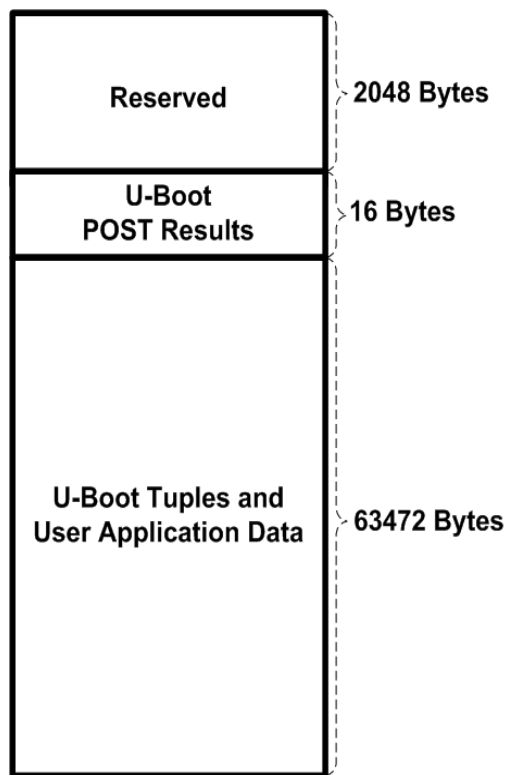 Reserved
2048 Bytes
U-Boot
POST Results
16 Bytes
U-Boot Tuples and
User Application Data
63472 Bytes